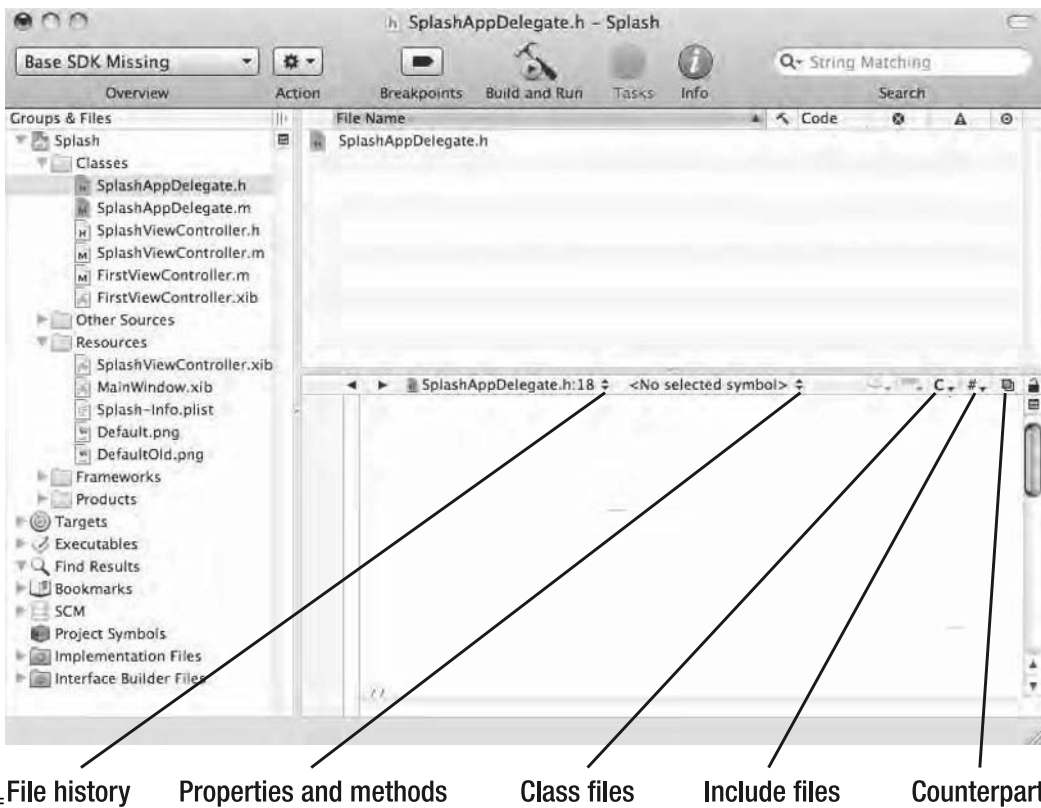 h SplashAppDelegate.h – Splash
Base SDK Missing
String Matching
Overview Action Breakpoints Build and Run Tasks Info Search
Groups & Files
File Name Code
Splash
SplashAppDelegate.h
Classes
SplashAppDelegate.h
SplashAppDelegate.m
SplashViewController.h
SplashViewController.m
FirstViewController.m
FirstViewController.xib
Other Sources
Resources
SplashViewController.xib
MainWindow.xib
Splash-Info.plist
Default.png
DefaultOld.png
Frameworks
Products
Targets
Executables
Find Results
Bookmarks
SCM
Project Symbols
Implementation Files
Interface Builder Files
SplashAppDelegate.h:18 <No selected symbol> C #
//
File history Properties and methods Class files Include files Counterpart